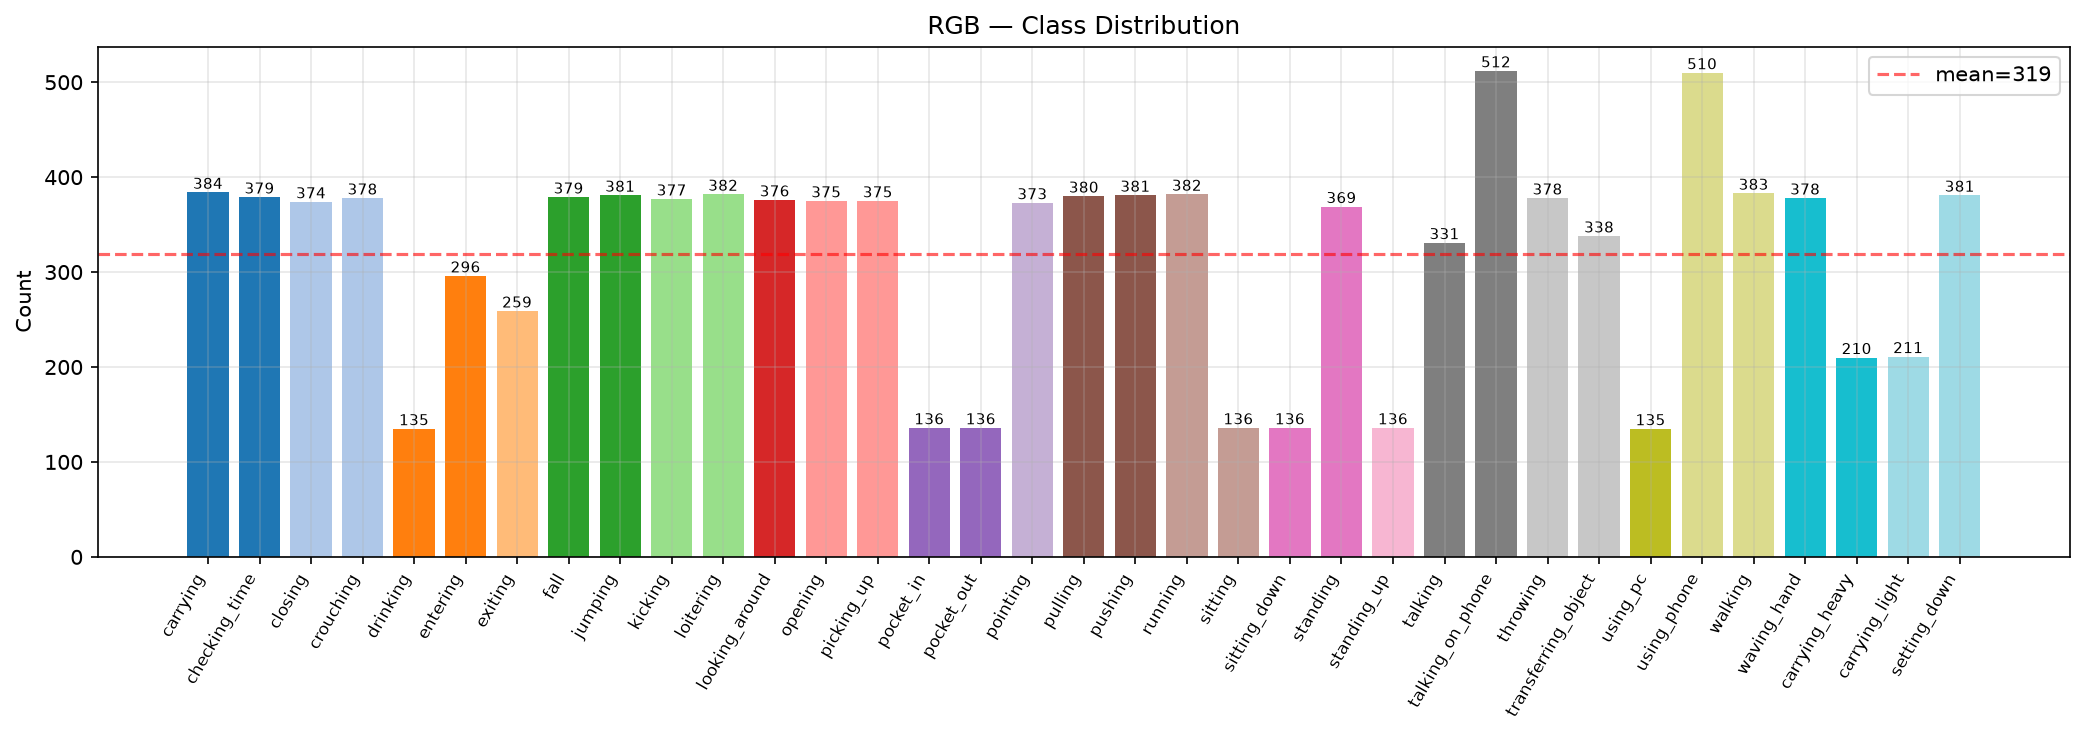 RGB — Class Distribution
mean=319
Count
500
400
300
200
100
0
384
379
374
378
135
296
259
379
381
377
382
376
375
375
136
136
373
380
381
382
136
136
369
136
331
512
378
338
135
510
383
378
210
211
381
carrying
checking_time
closing
crouching
drinking
entering
exiting
fall
jumping
kicking
loitering
looking_around
opening
picking_up
pocket_in
pocket_out
pointing
pulling
pushing
running
sitting
sitting_down
standing
standing_up
talking
talking_on_phone
throwing
transferring_object
using_pc
using_phone
walking
waving_hand
carrying_heavy
carrying_light
setting_down